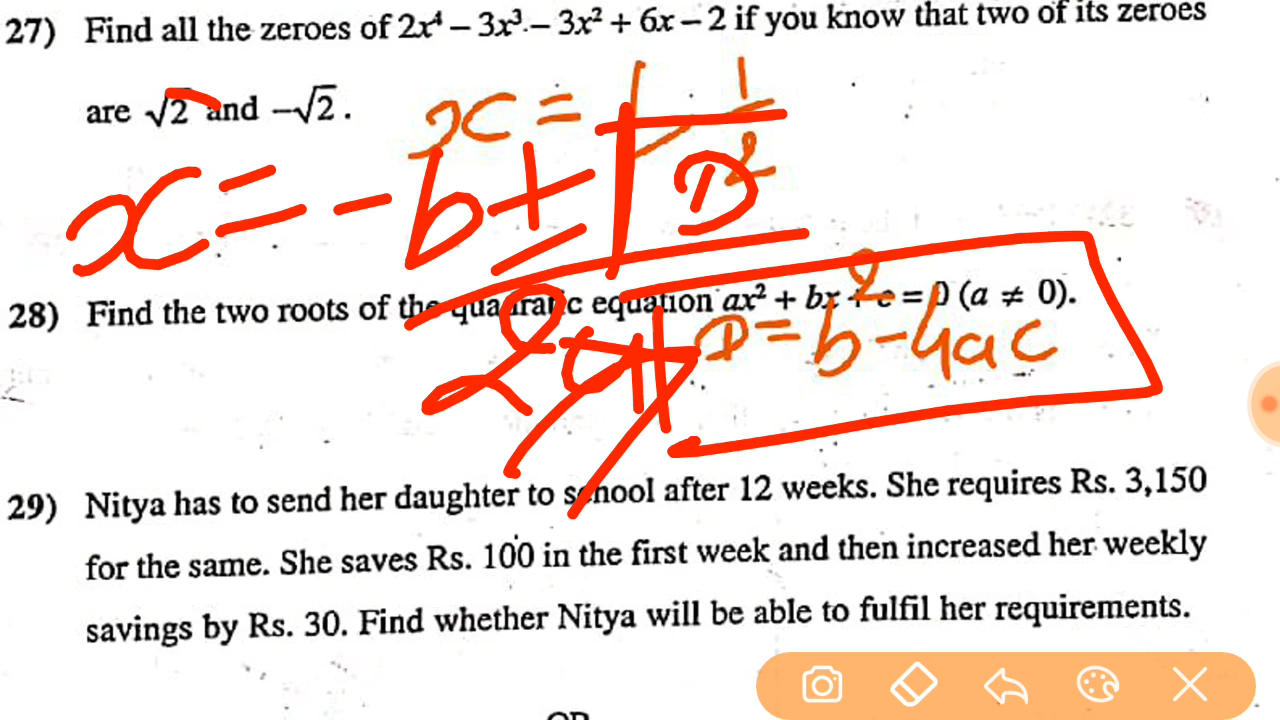 27) Find all the zeroes of 2x⁴ – 3x³ – 3x² + 6x – 2 if you know that two of its zeroes
are √2 and –√2.
x = 1, 1/2
x = -b ± √D
2a
28) Find the two roots of the quadratic equation ax² + bx + c = 0 (a ≠ 0).
D = b² - 4ac
29) Nitya has to send her daughter to school after 12 weeks. She requires Rs. 3,150
for the same. She saves Rs. 100 in the first week and then increased her weekly
savings by Rs. 30. Find whether Nitya will be able to fulfil her requirements.
OR